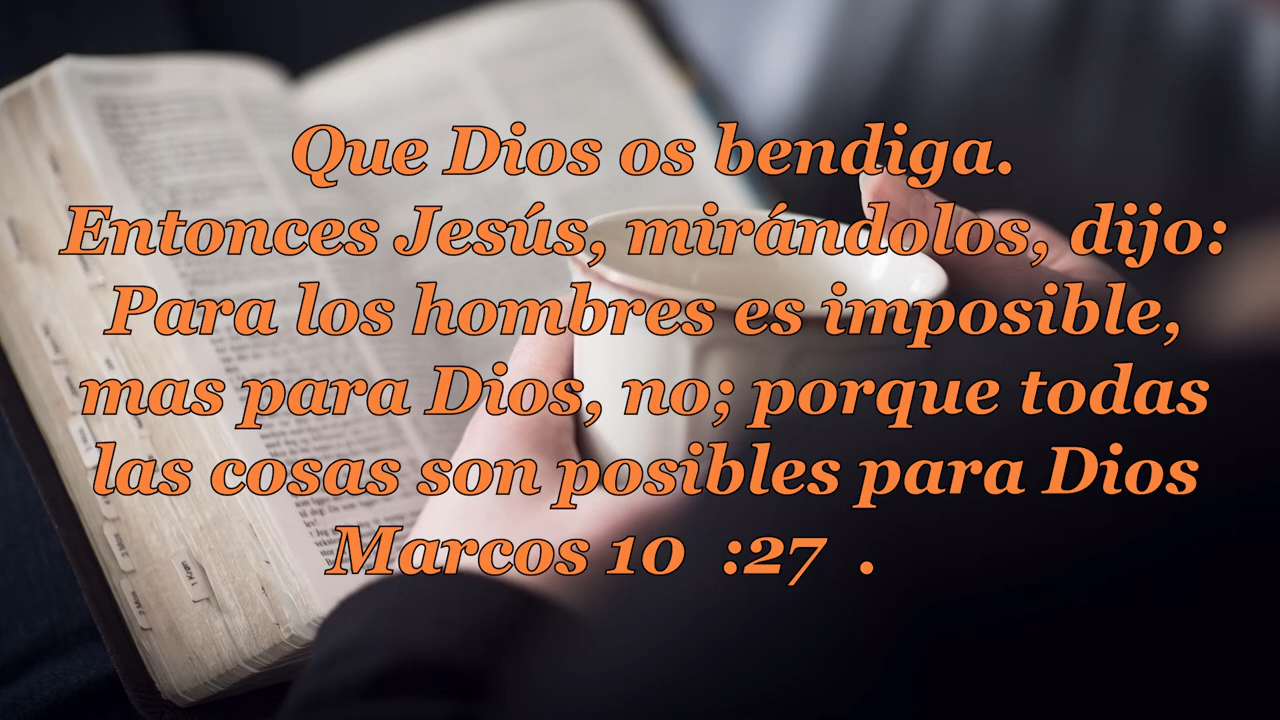 Que Dios os bendiga.
Entonces Jesús, mirándolos, dijo:
Para los hombres es imposible,
mas para Dios, no; porque todas
las cosas son posibles para Dios
Marcos 10  :27  .